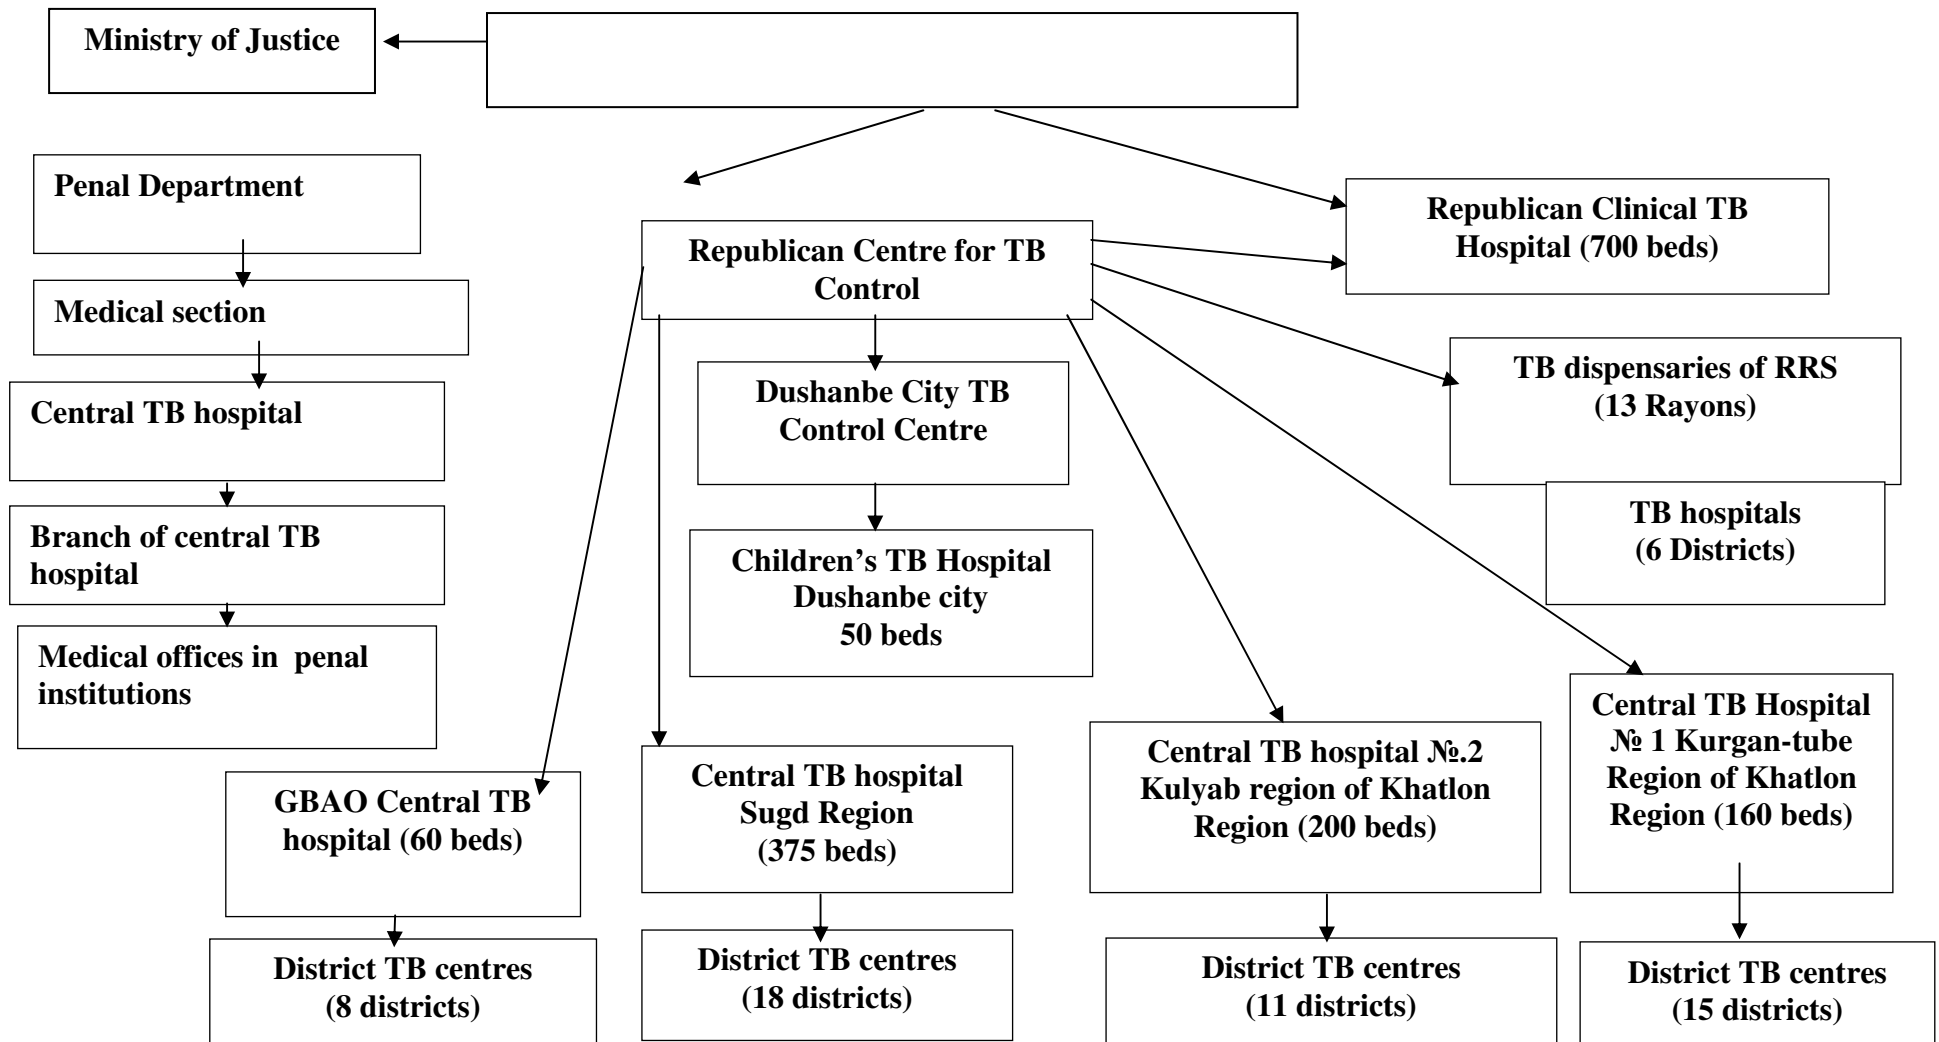 Ministry of Justice
Penal Department
Medical section
Central TB hospital
Branch of central TB
hospital
Medical offices in penal
institutions
Republican Centre for TB
Control
Republican Clinical TB
Hospital (700 beds)
Dushanbe City TB
Control Centre
TB dispensaries of RRS
(13 Rayons)
TB hospitals
(6 Districts)
Children’s TB Hospital
Dushanbe city
50 beds
GBAO Central TB
hospital (60 beds)
Central TB hospital
Sugd Region
(375 beds)
Central TB hospital №.2
Kulyab region of Khatlon
Region (200 beds)
Central TB Hospital
№ 1 Kurgan-tube
Region of Khatlon
Region (160 beds)
District TB centres
(8 districts)
District TB centres
(18 districts)
District TB centres
(11 districts)
District TB centres
(15 districts)